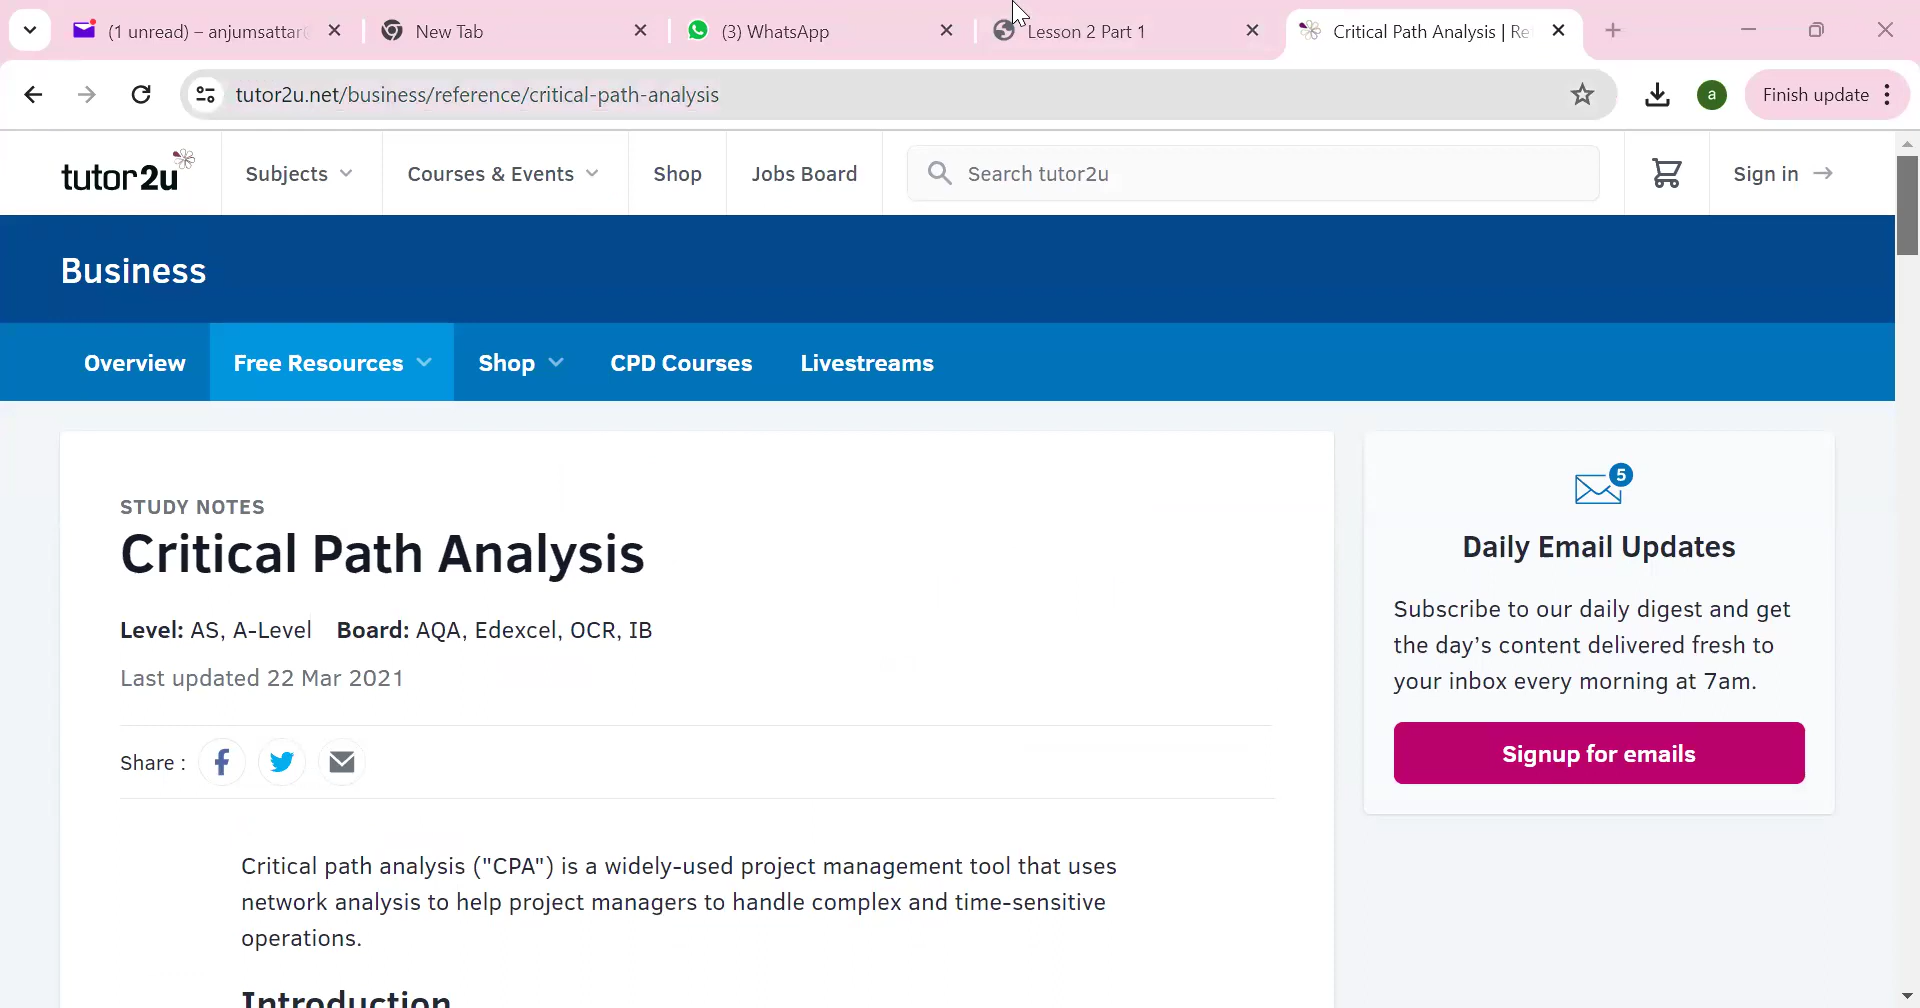 (1 unread) – anjumsattar
New Tab
(3) WhatsApp
Lesson 2 Part 1
Critical Path Analysis | Re
tutor2u.net/business/reference/critical-path-analysis
a
Finish update
tutor2u
Subjects
Courses & Events
Shop
Jobs Board
Search tutor2u
Sign in
Business
Overview
Free Resources
Shop
CPD Courses
Livestreams
STUDY NOTES
Critical Path Analysis
Level: AS, A-Level Board: AQA, Edexcel, OCR, IB
Last updated 22 Mar 2021
Share :
Critical path analysis ("CPA") is a widely-used project management tool that uses
network analysis to help project managers to handle complex and time-sensitive
operations.
Introduction
5
Daily Email Updates
Subscribe to our daily digest and get
the day’s content delivered fresh to
your inbox every morning at 7am.
Signup for emails